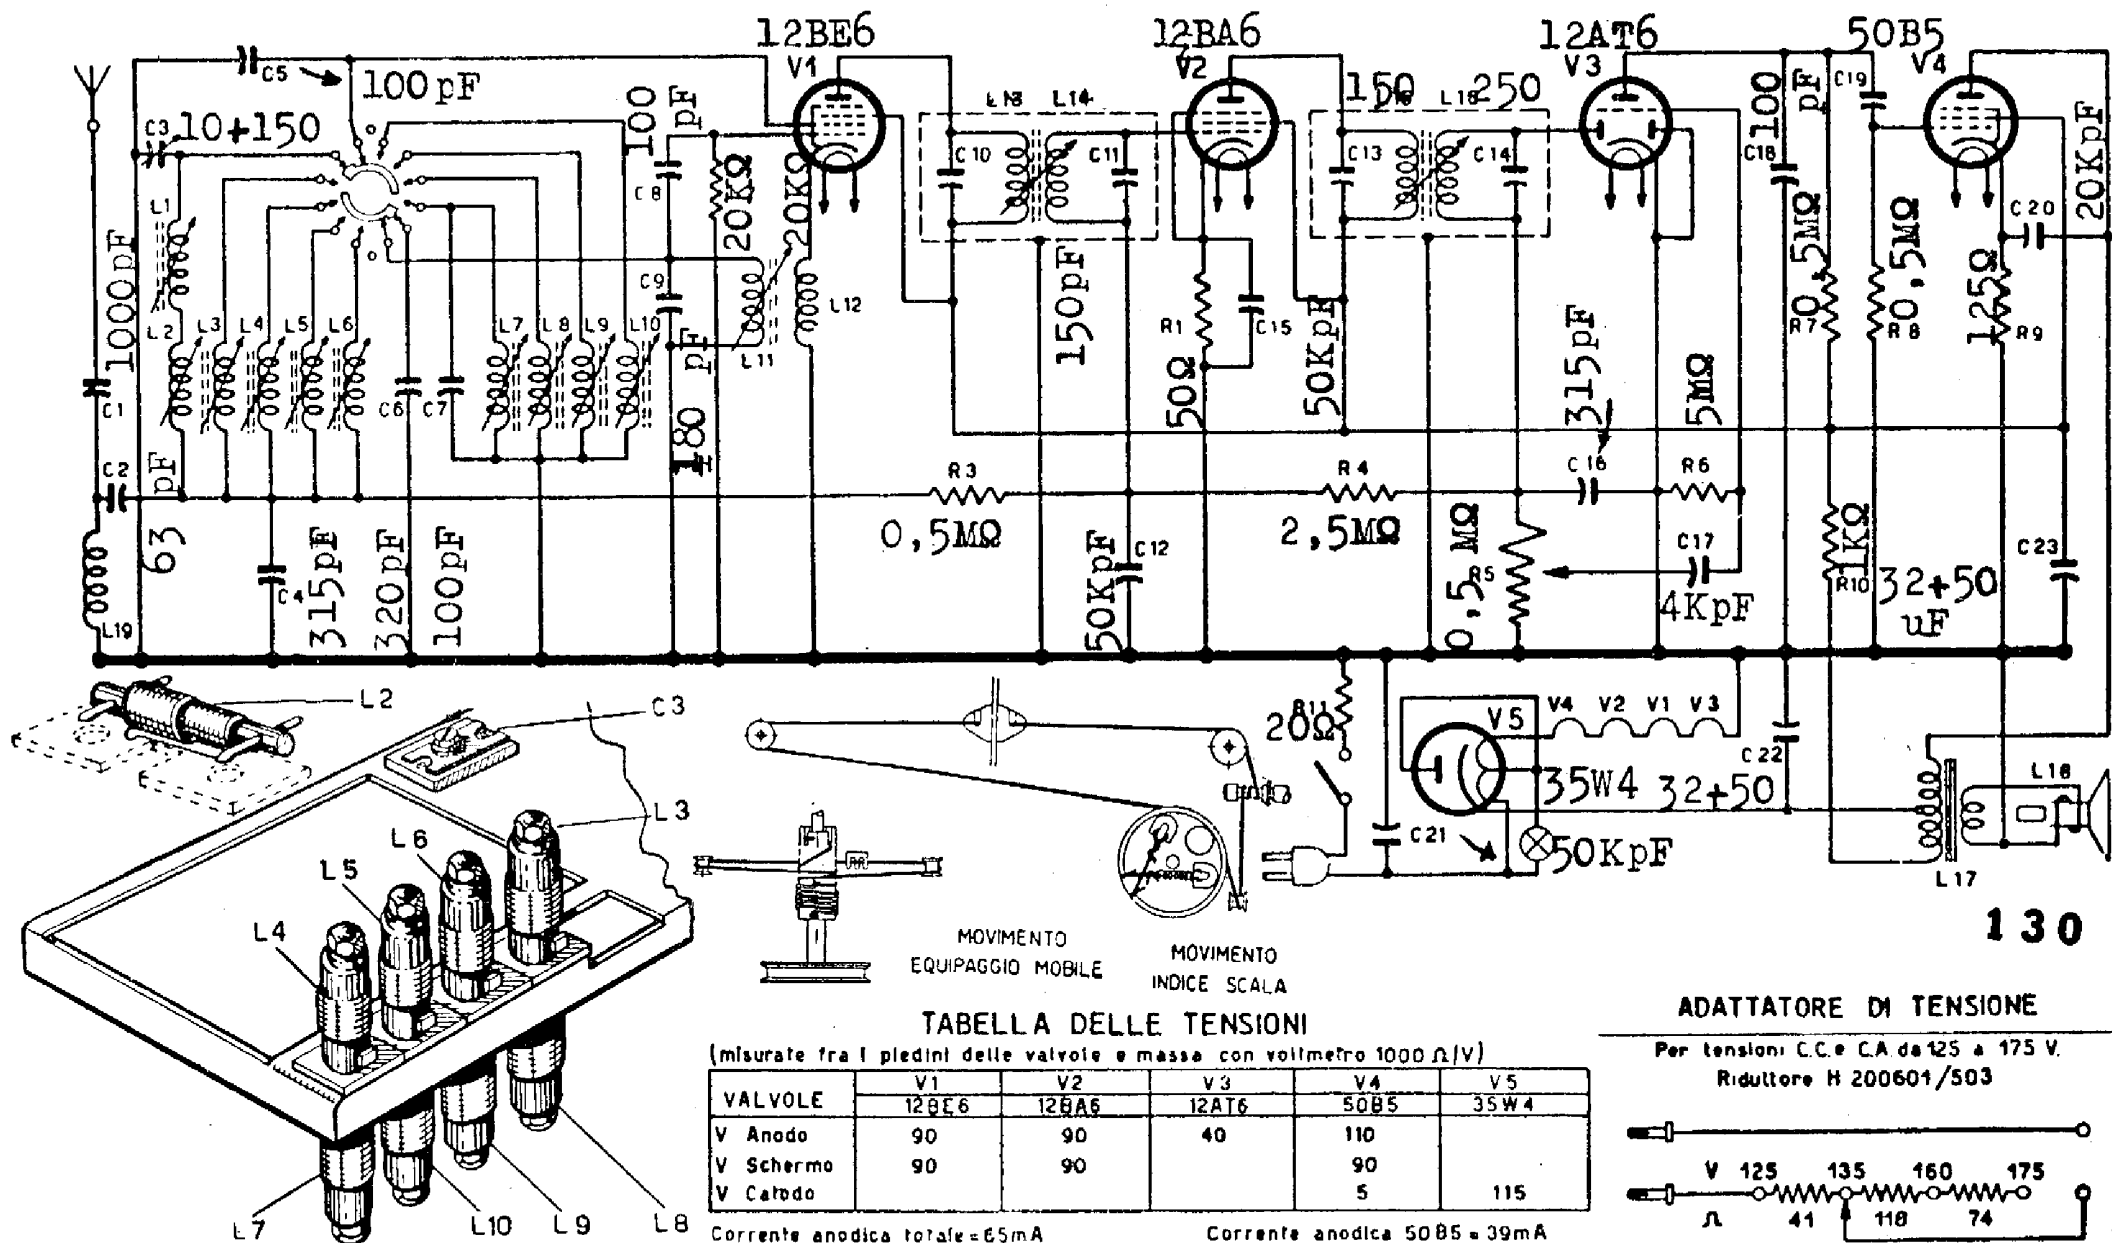 12BE6
V1
12BA6
V2
12AT6
V3
50B5
V4
C5
100pF
C3
10+150
100 pF
C8
20KΩ
20KΩ
L13 L14
C10
C11
150
L18 250
C13
C14
C18
100 pF
C19
C20
20KpF
L1
1000pF
L2
L3
L4
L5
L6
L7
L8
L9
L10
C9
L11
L12
150pF
R1
C15
50Ω
50KpF
315pF
5MΩ
0,5MΩ
R7
0,5MΩ
R8
125Ω
R9
C1
C6
C7
180 pF
C2
63 pF
R3
0,5MΩ
R4
2,5MΩ
C16
R6
L19
C4
315pF
320pF
100pF
C12
50KpF
0,5 MΩ
R5
C17
4KpF
1KΩ
R10
C23
32+50
uF
L2
C3
L3
L6
L5
L4
L7
L10
L9
L8
MOVIMENTO
EQUIPAGGIO MOBILE
MOVIMENTO
INDICE SCALA
R11
20Ω
C21
V5
V4 V2 V1 V3
35W4
32+50
50KpF
C22
L18
L17
130
TABELLA DELLE TENSIONI
(misurate fra i piedini delle valvole e massa con voltmetro 1000 Ω/V)
VALVOLE V1 V2 V3 V4 V5
12BE6 12BA6 12AT6 50B5 35W4
V Anodo 90 90 40 110
V Schermo 90 90 90
V Catodo 5 115
Corrente anodica totale = 65mA Corrente anodica 50B5 = 39mA
ADATTATORE DI TENSIONE
Per tensioni C.C. e C.A. da 125 a 175 V.
Riduttore H 200601/503
V 125 135 160 175
Ω 41 118 74